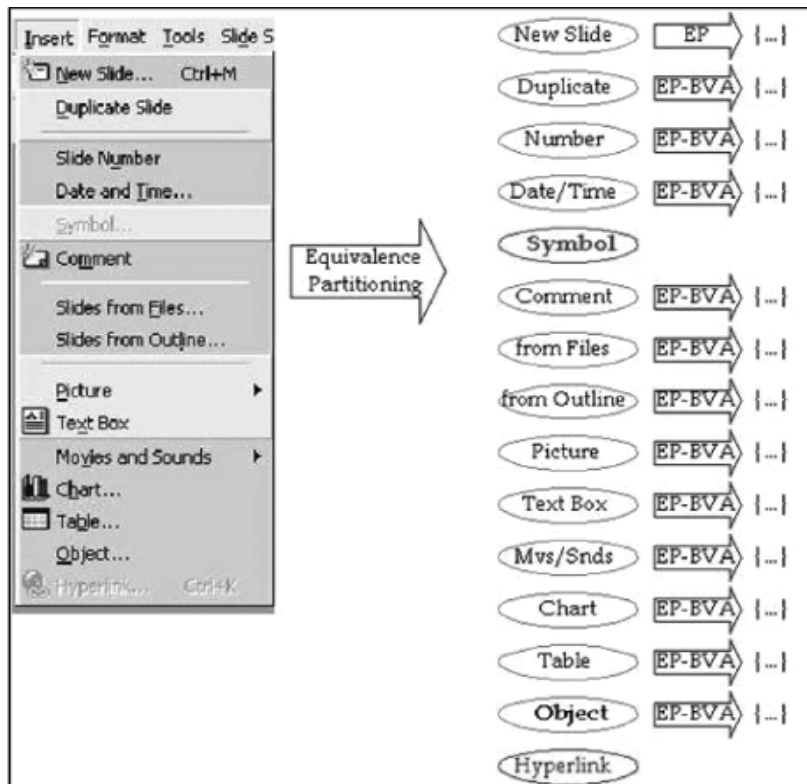 Insert Format Tools Slide S
New Slide... Ctrl+M
Duplicate Slide
Slide Number
Date and Time...
Symbol...
Comment
Slides from Files...
Slides from Outline...
Picture
Text Box
Movies and Sounds
Chart...
Table...
Object...
Hyperlink... Ctrl+K
Equivalence
Partitioning
New Slide EP {...}
Duplicate EP-BVA {...}
Number EP-BVA {...}
Date/Time EP-BVA {...}
Symbol
Comment EP-BVA {...}
from Files EP-BVA {...}
from Outline EP-BVA {...}
Picture EP-BVA {...}
Text Box EP-BVA {...}
Mvs/Snds EP-BVA {...}
Chart EP-BVA {...}
Table EP-BVA {...}
Object EP-BVA {...}
Hyperlink